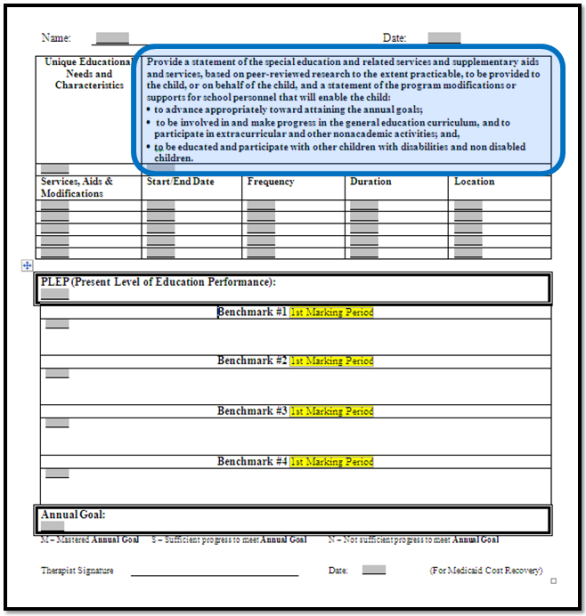 Name: Date:
Unique Educational
Needs and
Characteristics
Provide a statement of the special education and related services and supplementary aids
and services, based on peer-reviewed research to the extent practicable, to be provided to
the child, or on behalf of the child, and a statement of the program modifications or
supports for school personnel that will enable the child:
• to advance appropriately toward attaining the annual goals;
• to be involved in and make progress in the general education curriculum, and to
participate in extracurricular and other nonacademic activities; and,
• to be educated and participate with other children with disabilities and non disabled
children.
Services, Aids &
Modifications
Start/End Date Frequency Duration Location
PLEP (Present Level of Education Performance):
Benchmark #1 1st Marking Period
Benchmark #2 1st Marking Period
Benchmark #3 1st Marking Period
Benchmark #4 1st Marking Period
Annual Goal:
M – Mastered Annual Goal S – Sufficient progress to meet Annual Goal N – Not sufficient progress to meet Annual Goal
Therapist Signature Date: (For Medicaid Cost Recovery)